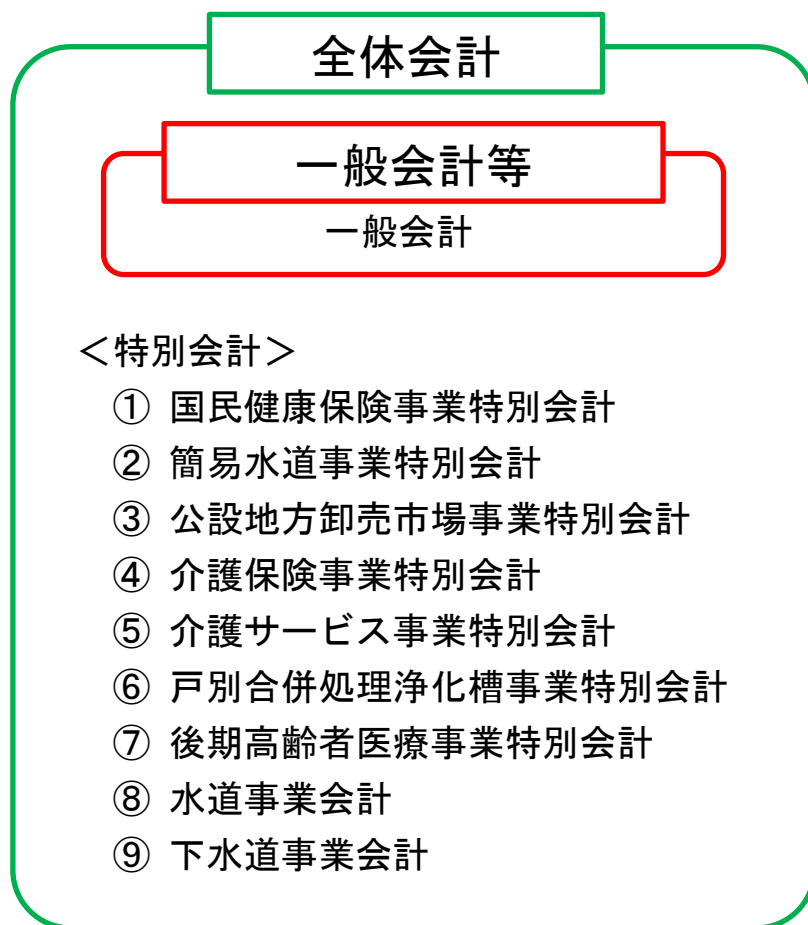 全体会計
一般会計等
一般会計
＜特別会計＞
① 国民健康保険事業特別会計
② 簡易水道事業特別会計
③ 公設地方卸売市場事業特別会計
④ 介護保険事業特別会計
⑤ 介護サービス事業特別会計
⑥ 戸別合併処理浄化槽事業特別会計
⑦ 後期高齢者医療事業特別会計
⑧ 水道事業会計
⑨ 下水道事業会計